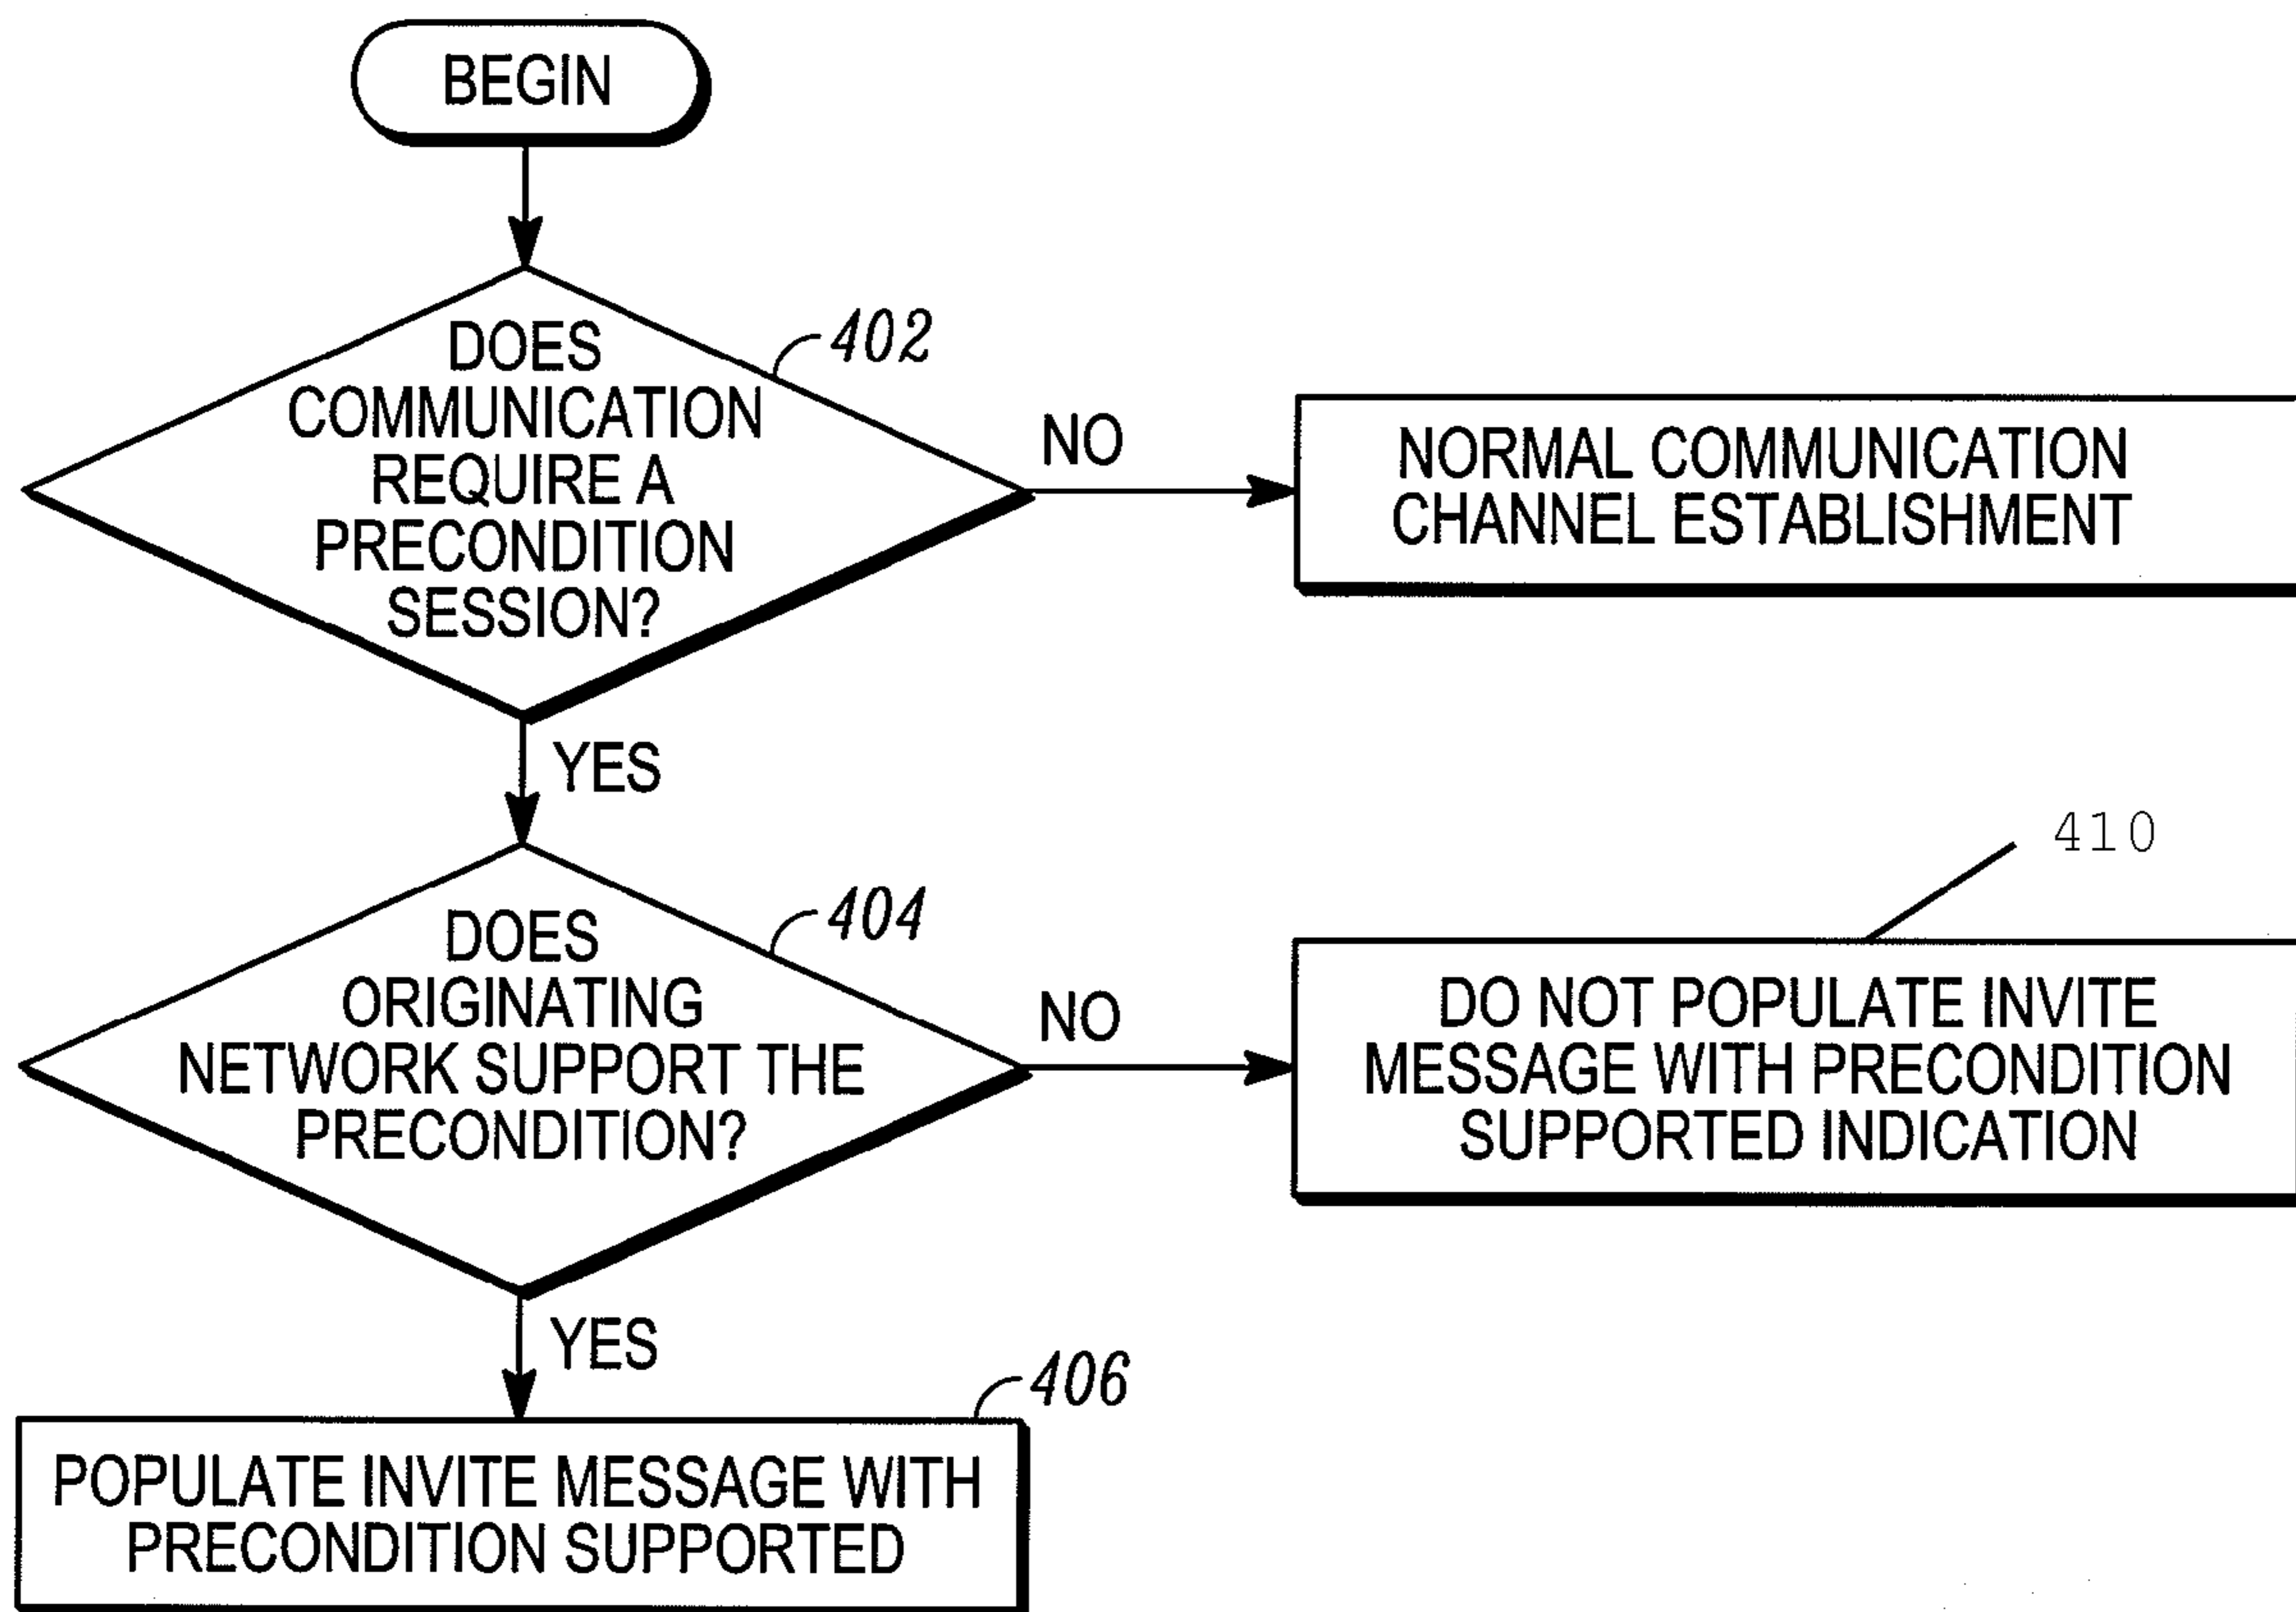 BEGIN
DOES
COMMUNICATION
REQUIRE A
PRECONDITION
SESSION?
402
NO
NORMAL COMMUNICATION
CHANNEL ESTABLISHMENT
YES
DOES
ORIGINATING
NETWORK SUPPORT THE
PRECONDITION?
404
NO
410
DO NOT POPULATE INVITE
MESSAGE WITH PRECONDITION
SUPPORTED INDICATION
YES
406
POPULATE INVITE MESSAGE WITH
PRECONDITION SUPPORTED